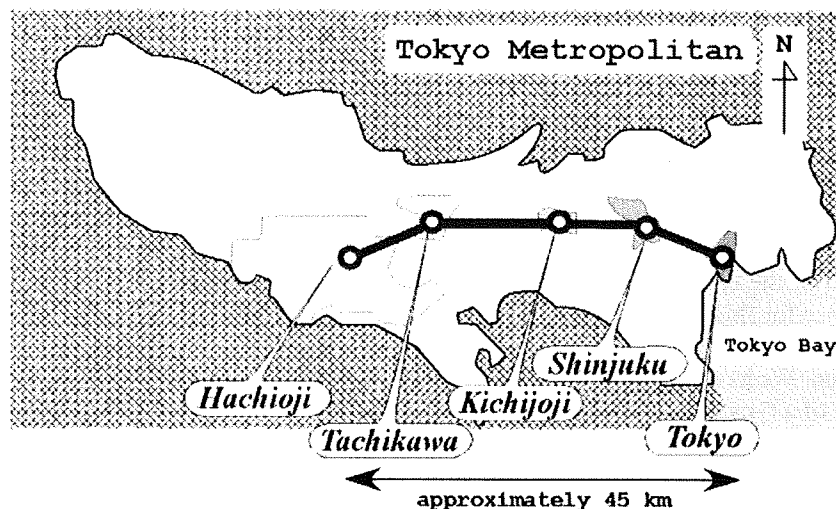 Tokyo Metropolitan
N
Tokyo Bay
Shinjuku
Hachioji
Kichijoji
Tachikawa
Tokyo
approximately 45 km